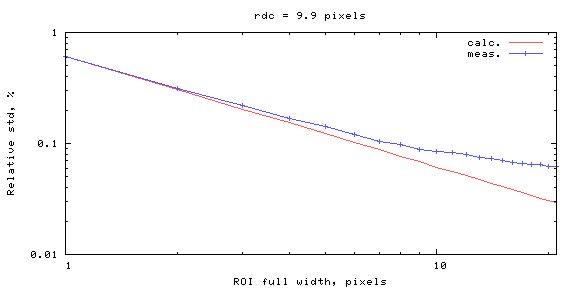 rdc = 9.9 pixels
1
calc.
meas.
0.1
Relative std, %
0.01
1 10
ROI full width, pixels